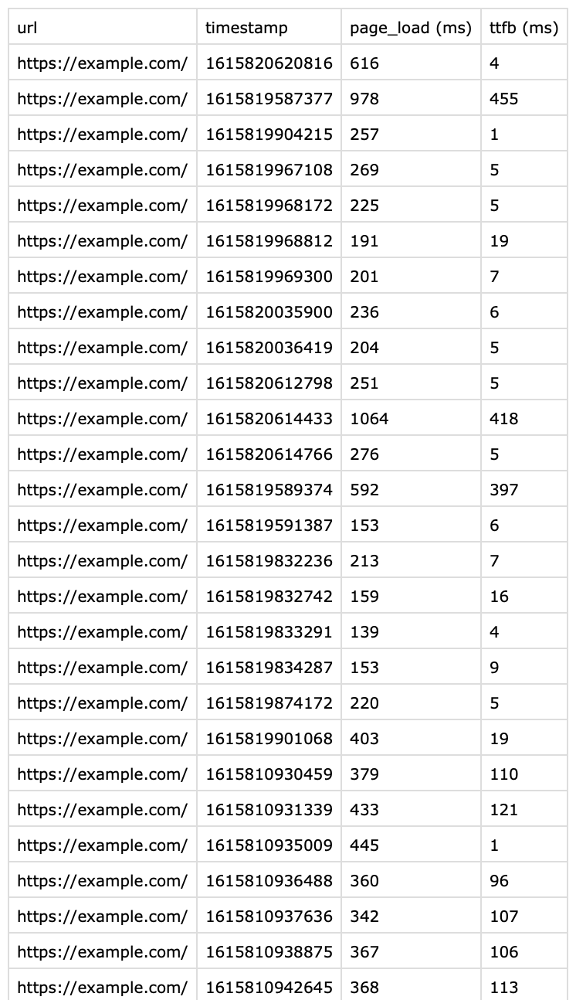 url timestamp page_load (ms) ttfb (ms)
https://example.com/ 1615820620816 616 4
https://example.com/ 1615819587377 978 455
https://example.com/ 1615819904215 257 1
https://example.com/ 1615819967108 269 5
https://example.com/ 1615819968172 225 5
https://example.com/ 1615819968812 191 19
https://example.com/ 1615819969300 201 7
https://example.com/ 1615820035900 236 6
https://example.com/ 1615820036419 204 5
https://example.com/ 1615820612798 251 5
https://example.com/ 1615820614433 1064 418
https://example.com/ 1615820614766 276 5
https://example.com/ 1615819589374 592 397
https://example.com/ 1615819591387 153 6
https://example.com/ 1615819832236 213 7
https://example.com/ 1615819832742 159 16
https://example.com/ 1615819833291 139 4
https://example.com/ 1615819834287 153 9
https://example.com/ 1615819874172 220 5
https://example.com/ 1615819901068 403 19
https://example.com/ 1615810930459 379 110
https://example.com/ 1615810931339 433 121
https://example.com/ 1615810935009 445 1
https://example.com/ 1615810936488 360 96
https://example.com/ 1615810937636 342 107
https://example.com/ 1615810938875 367 106
https://example.com/ 1615810942645 368 113